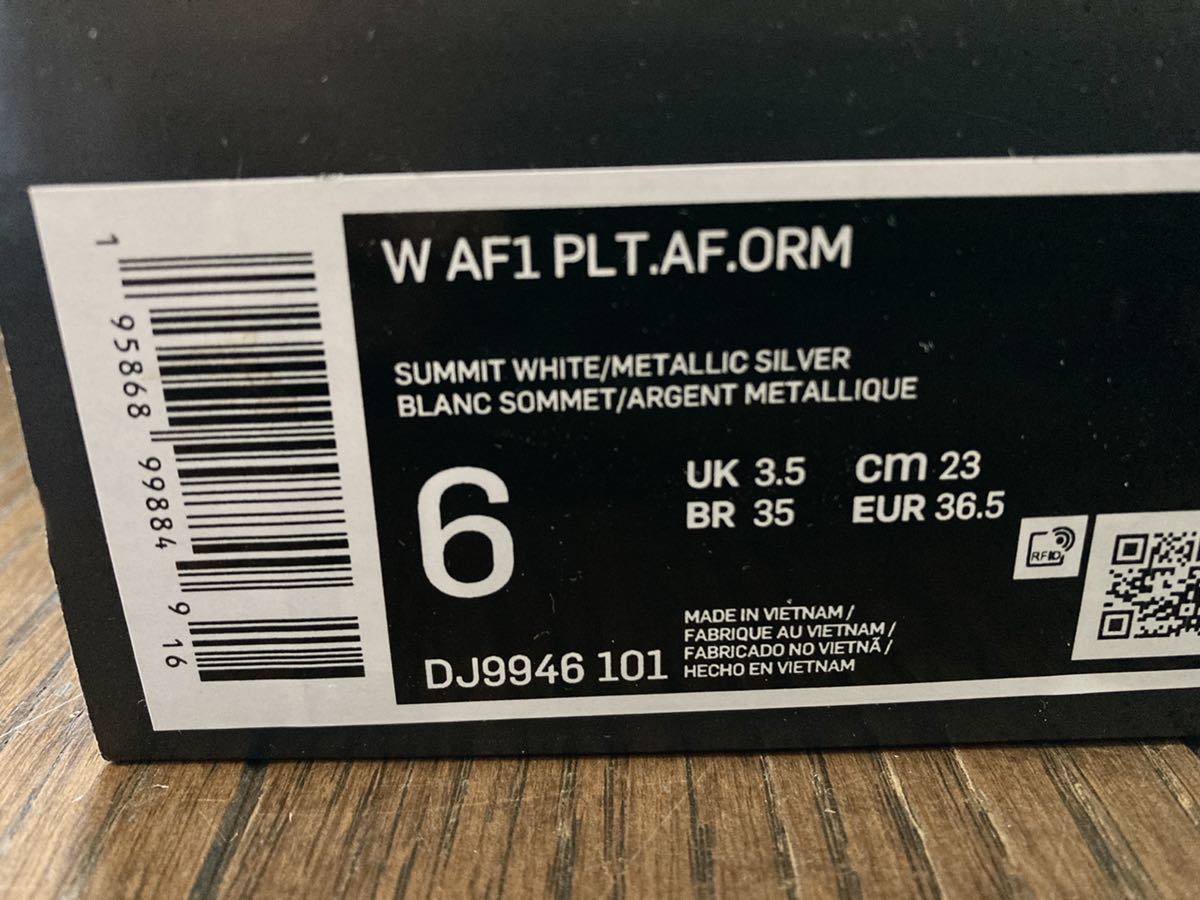 W AF1 PLT.AF.ORM
SUMMIT WHITE/METALLIC SILVER
BLANC SOMMET/ARGENT METALLIQUE
6
UK 3.5 cm 23
BR 35 EUR 36.5
RFID
DJ9946 101
MADE IN VIETNAM /
FABRIQUE AU VIETNAM /
FABRICADO NO VIETNÃ /
HECHO EN VIETNAM
1 95868 99884 9 16